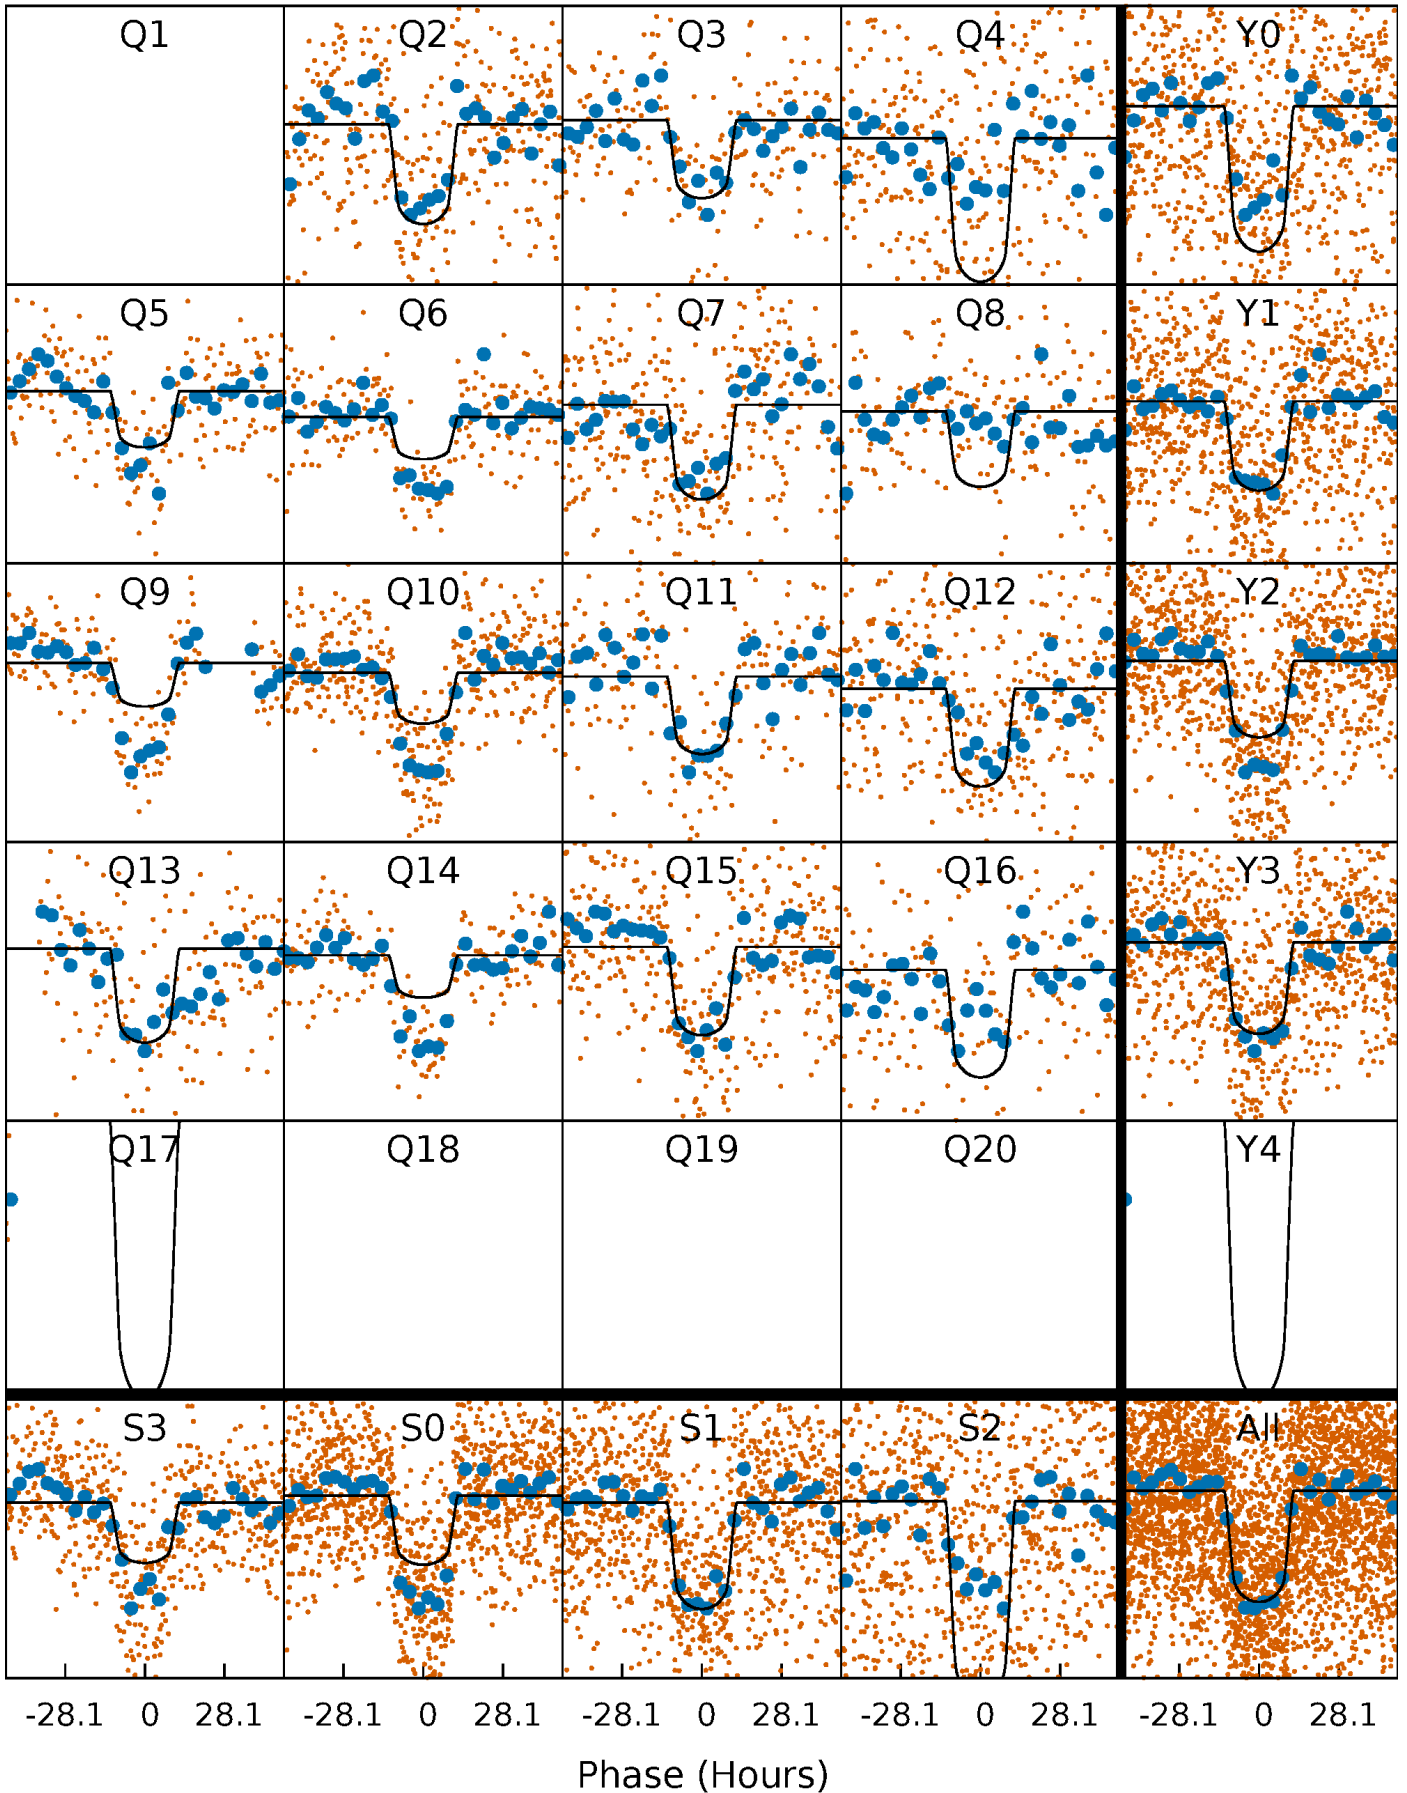 Q1 Q2 Q3 Q4 Y0
Q5 Q6 Q7 Q8 Y1
Q9 Q10 Q11 Q12 Y2
Q13 Q14 Q15 Q16 Y3
Q17 Q18 Q19 Q20 Y4
S3 S0 S1 S2 All
-28.1 0 28.1 -28.1 0 28.1 -28.1 0 28.1 -28.1 0 28.1 -28.1 0 28.1
Phase (Hours)